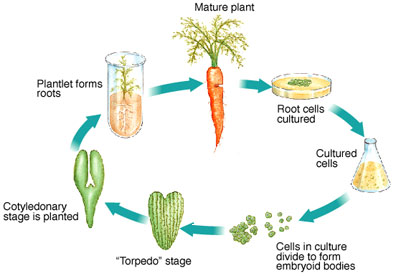 Mature plant
Plantlet forms
roots
Root cells
cultured
Cultured
cells
Cotyledonary
stage is planted
"Torpedo" stage
Cells in culture
divide to form
embryoid bodies